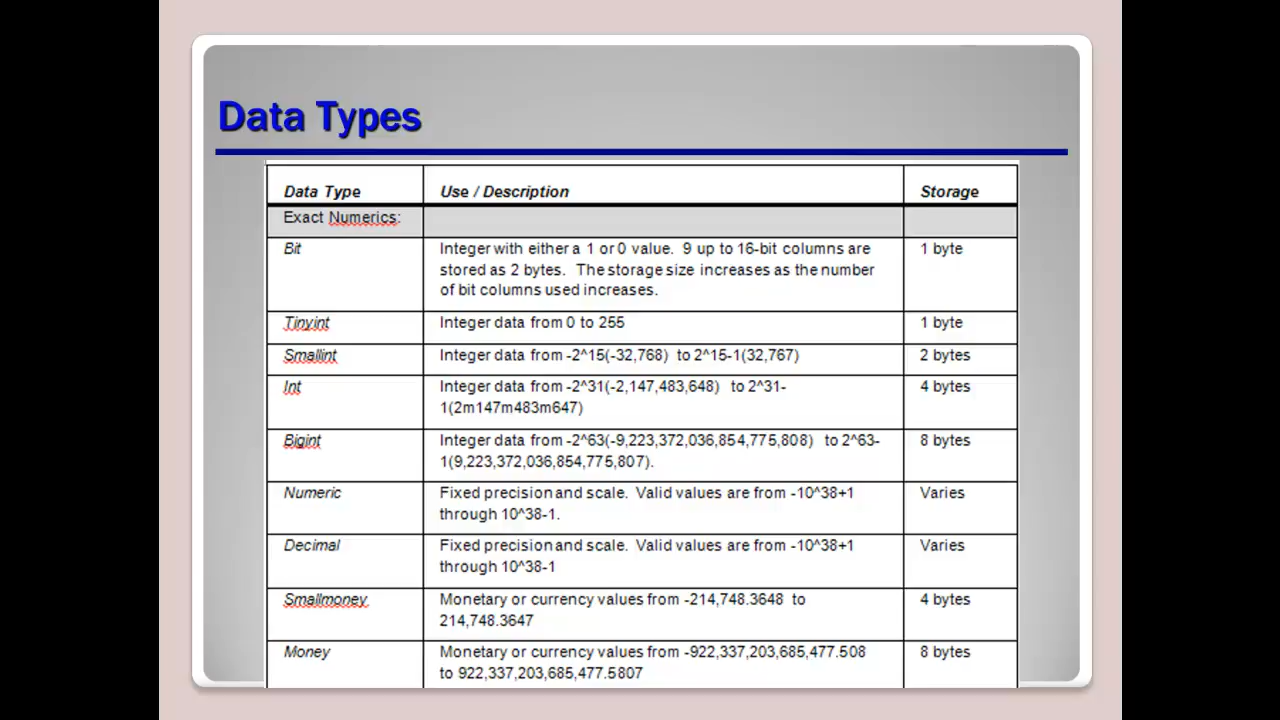 Data Types
Data Type Use / Description Storage
Exact Numerics:
Bit Integer with either a 1 or 0 value. 9 up to 16-bit columns are 1 byte
stored as 2 bytes. The storage size increases as the number
of bit columns used increases.
Tinyint Integer data from 0 to 255 1 byte
Smallint Integer data from -2^15(-32,768) to 2^15-1(32,767) 2 bytes
Int Integer data from -2^31(-2,147,483,648) to 2^31- 4 bytes
1(2m147m483m647)
Bigint Integer data from -2^63(-9,223,372,036,854,775,808) to 2^63- 8 bytes
1(9,223,372,036,854,775,807).
Numeric Fixed precision and scale. Valid values are from -10^38+1 Varies
through 10^38-1.
Decimal Fixed precision and scale. Valid values are from -10^38+1 Varies
through 10^38-1
Smallmoney Monetary or currency values from -214,748.3648 to 4 bytes
214,748.3647
Money Monetary or currency values from -922,337,203,685,477.508 8 bytes
to 922,337,203,685,477.5807